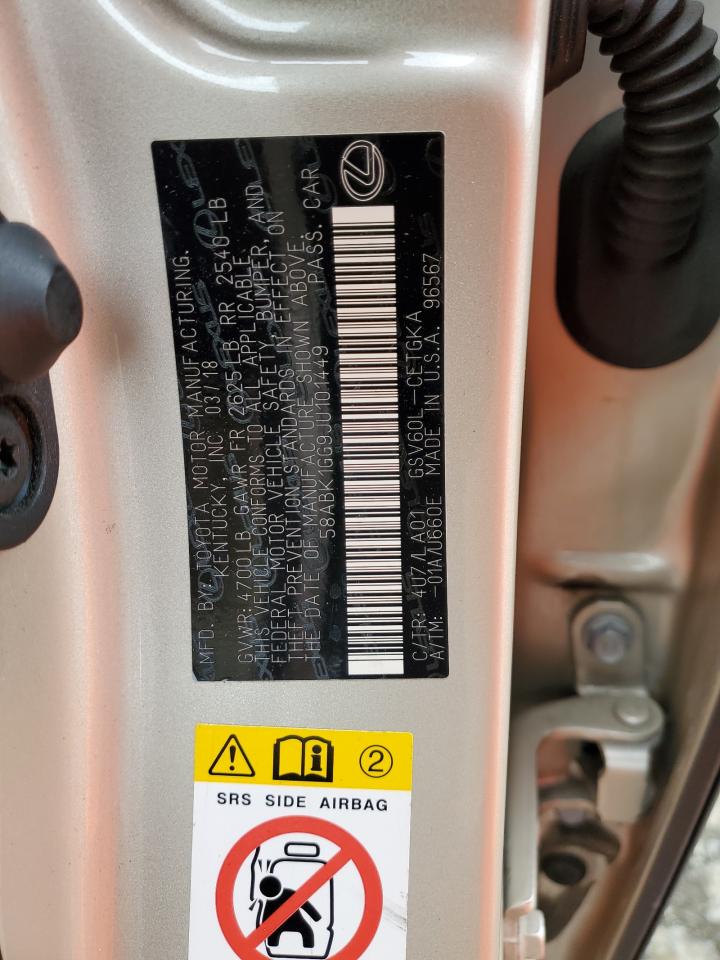 MFD. BY: TOYOTA MOTOR MANUFACTURING,
KENTUCKY, INC. 03/18
GVWR: 4700LB GAWR FR 2625LB RR 2540 LB
THIS VEHICLE CONFORMS TO ALL APPLICABLE
FEDERAL MOTOR VEHICLE SAFETY, BUMPER, AND
THEFT PREVENTION STANDARDS IN EFFECT ON
THE DATE OF MANUFACTURE SHOWN ABOVE.
PASS. CAR
C/TR: 4U7/LA01 GSV60L-CETGKA
A/TM: -01A/U660E MADE IN U.S.A. 96567
2
SRS SIDE AIRBAG